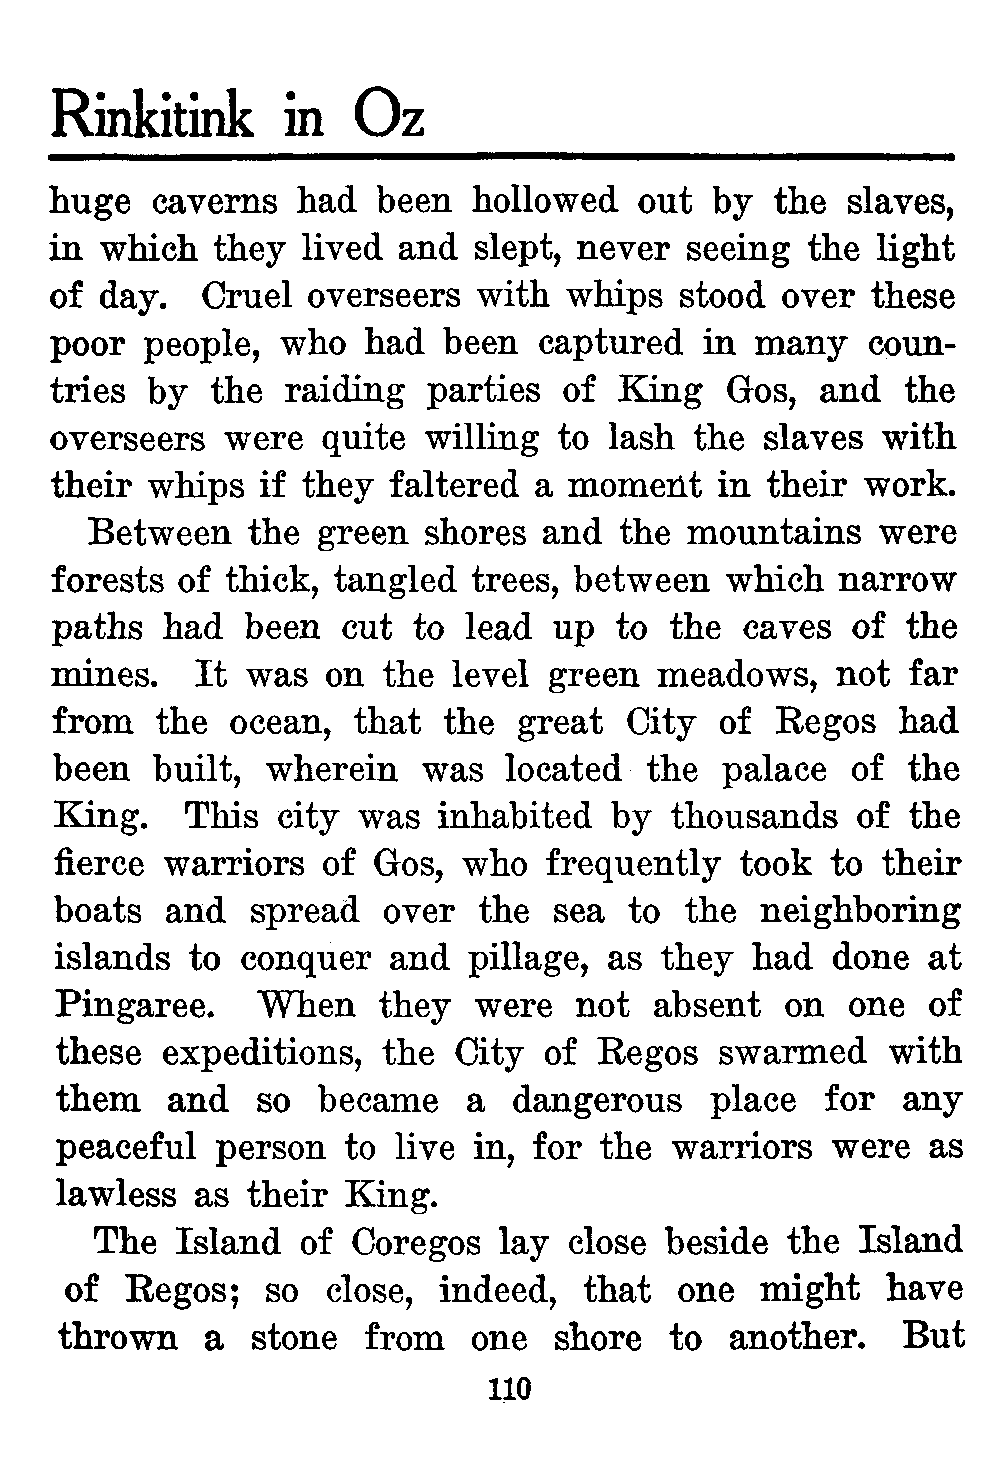 Rinkitink in Oz
huge caverns had been hollowed out by the slaves,
in which they lived and slept, never seeing the light
of day. Cruel overseers with whips stood over these
poor people, who had been captured in many coun-
tries by the raiding parties of King Gos, and the
overseers were quite willing to lash the slaves with
their whips if they faltered a moment in their work.
Between the green shores and the mountains were
forests of thick, tangled trees, between which narrow
paths had been cut to lead up to the caves of the
mines. It was on the level green meadows, not far
from the ocean, that the great City of Regos had
been built, wherein was located the palace of the
King. This city was inhabited by thousands of the
fierce warriors of Gos, who frequently took to their
boats and spread over the sea to the neighboring
islands to conquer and pillage, as they had done at
Pingaree. When they were not absent on one of
these expeditions, the City of Regos swarmed with
them and so became a dangerous place for any
peaceful person to live in, for the warriors were as
lawless as their King.
The Island of Coregos lay close beside the Island
of Regos; so close, indeed, that one might have
thrown a stone from one shore to another. But
110